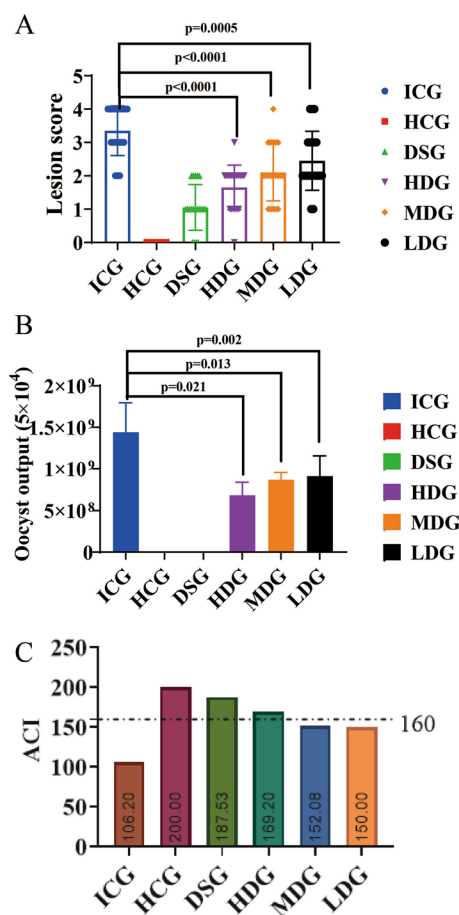 A
p=0.0005
p<0.0001
p<0.0001
Lesion score
5
4
3
2
1
0
ICG
HCG
DSG
HDG
MDG
LDG
ICG
HCG
DSG
HDG
MDG
LDG
B
p=0.002
p=0.013
p=0.021
Oocyst output (5×10⁴)
2×10⁹
1.5×10⁹
1×10⁹
5×10⁸
0
ICG
HCG
DSG
HDG
MDG
LDG
ICG
HCG
DSG
HDG
MDG
LDG
C
ACI
250
200
150
100
50
0
160
106.20
200.00
187.53
169.20
152.08
150.00
ICG
HCG
DSG
HDG
MDG
LDG